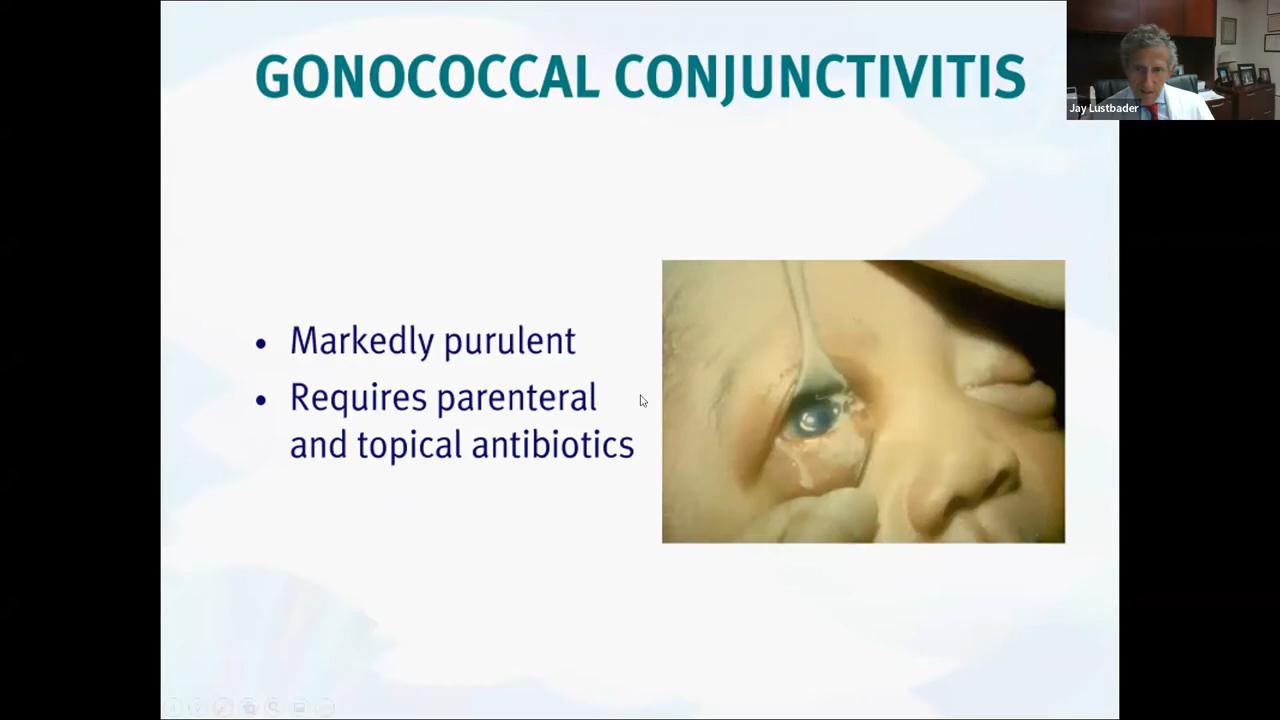 GONOCOCCAL CONJUNCTIVITIS
Jay Lustbader
• Markedly purulent
• Requires parenteral
and topical antibiotics